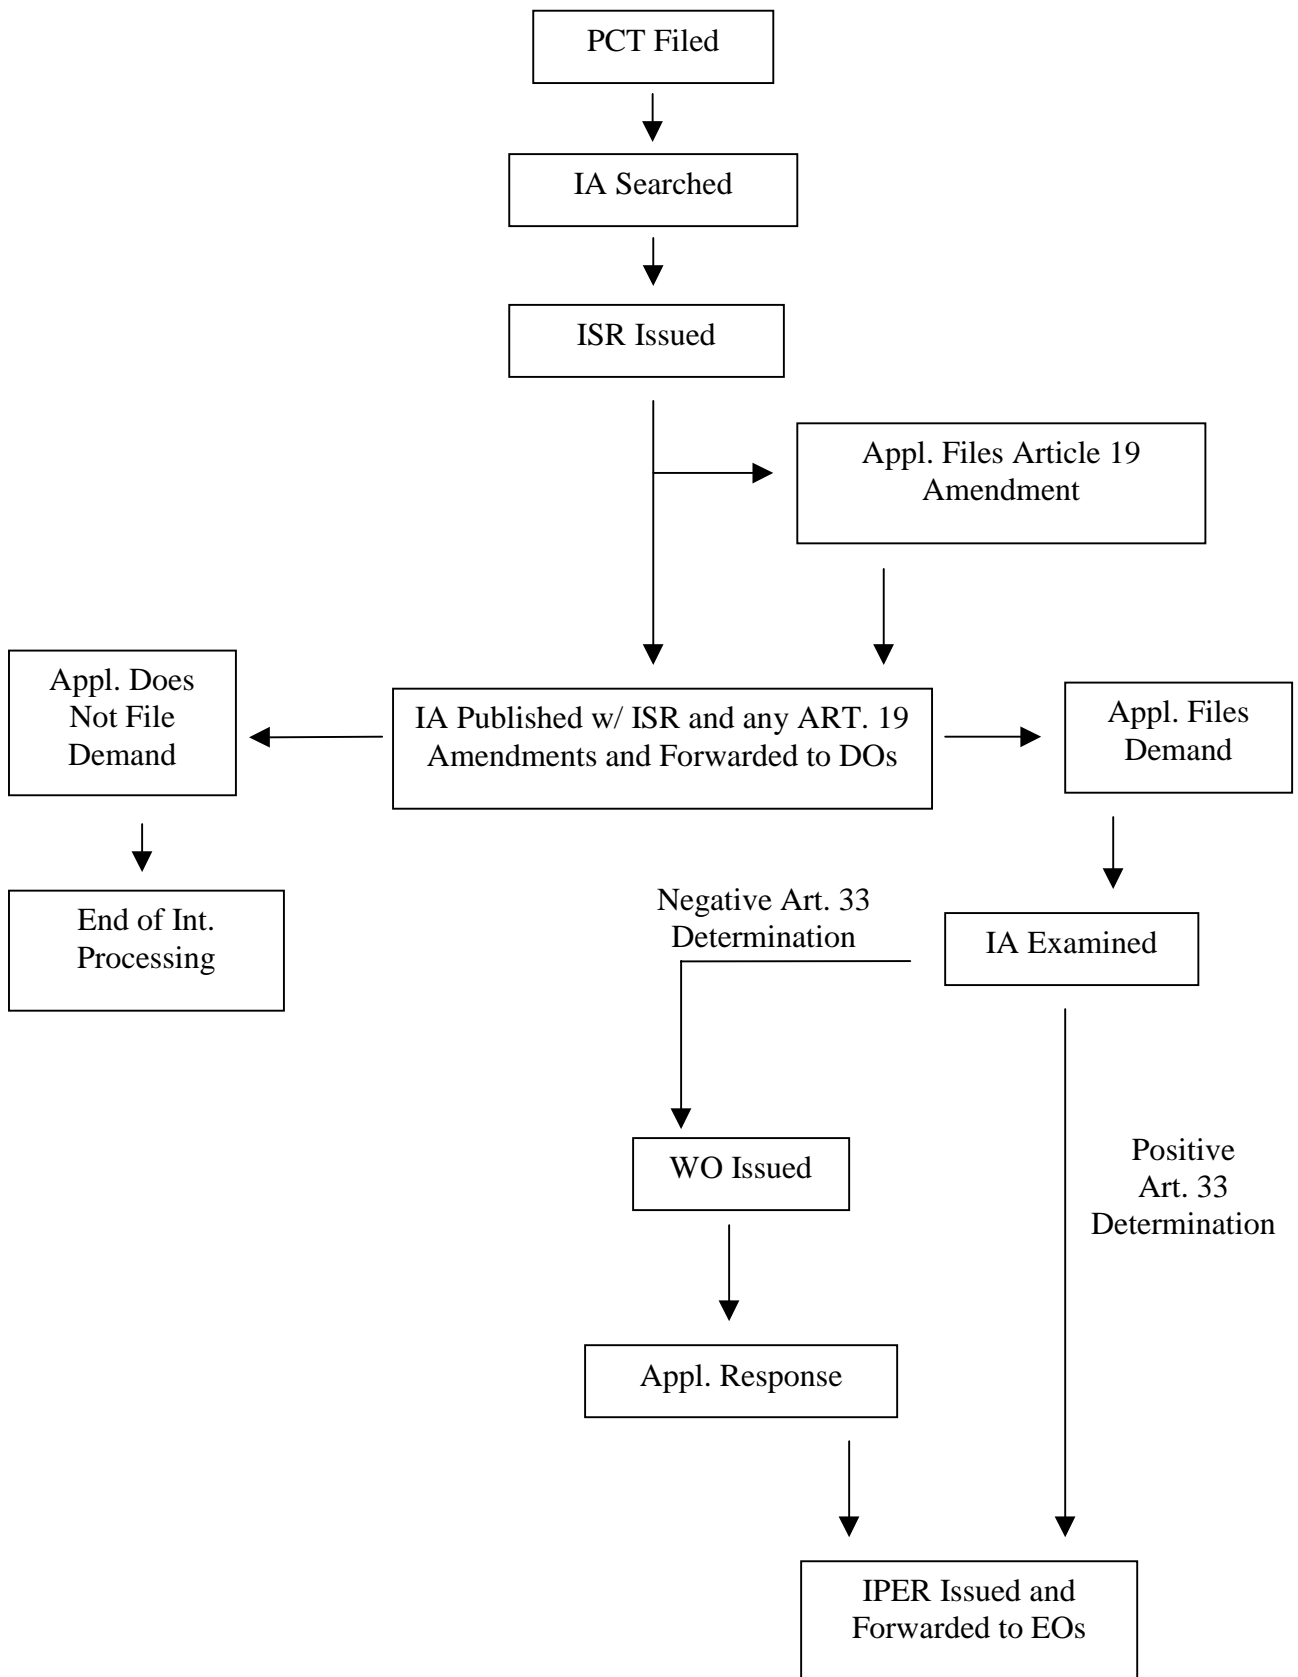 PCT Filed
IA Searched
ISR Issued
Appl. Files Article 19
Amendment
Appl. Does
Not File
Demand
IA Published w/ ISR and any ART. 19
Amendments and Forwarded to DOs
Appl. Files
Demand
End of Int.
Processing
Negative Art. 33
Determination
IA Examined
WO Issued
Positive
Art. 33
Determination
Appl. Response
IPER Issued and
Forwarded to EOs